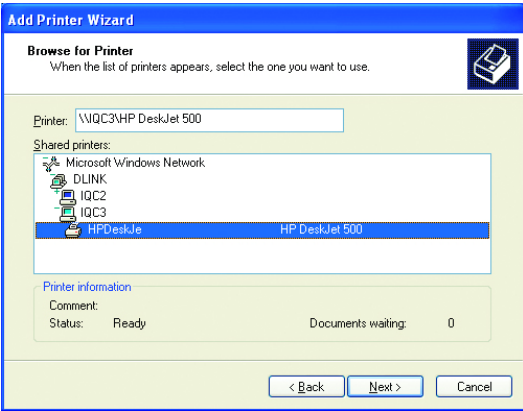 Add Printer Wizard
Browse for Printer
When the list of printers appears, select the one you want to use.
Printer: \\IQC3\HP DeskJet 500
Shared printers:
Microsoft Windows Network
DLINK
IQC2
IQC3
HPDeskJe HP DeskJet 500
Printer information
Comment:
Status: Ready Documents waiting: 0
< Back Next > Cancel